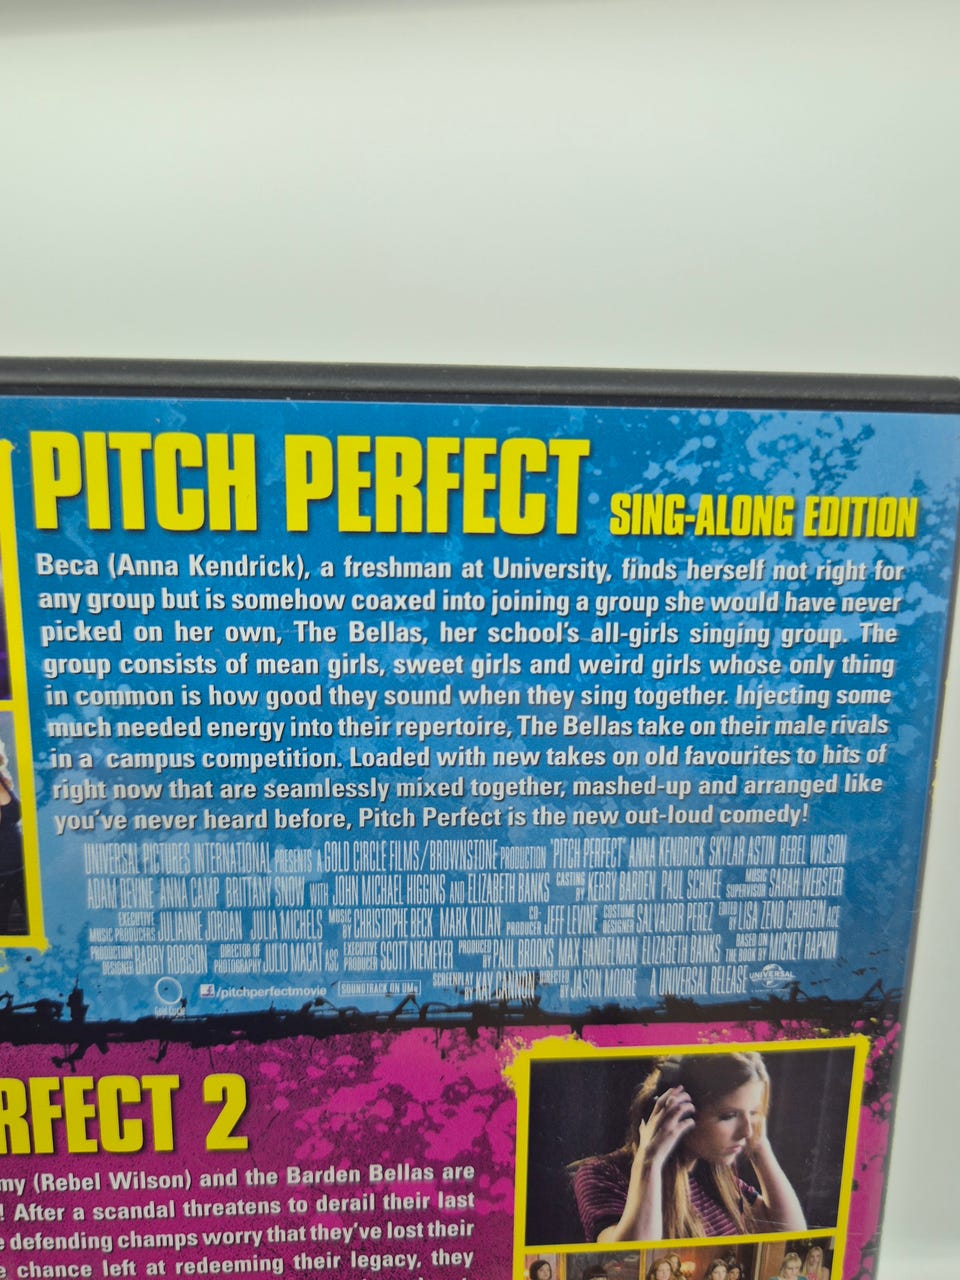 PITCH PERFECT SING-ALONG EDITION
Beca (Anna Kendrick), a freshman at University, finds herself not right for
any group but is somehow coaxed into joining a group she would have never
picked on her own, The Bellas, her school's all-girls singing group. The
group consists of mean girls, sweet girls and weird girls whose only thing
in common is how good they sound when they sing together. Injecting some
much needed energy into their repertoire, The Bellas take on their male rivals
in a campus competition. Loaded with new takes on old favourites to hits of
right now that are seamlessly mixed together, mashed-up and arranged like
you've never heard before, Pitch Perfect is the new out-loud comedy!
UNIVERSAL PICTURES INTERNATIONAL PRESENTS A GOLD CIRCLE FILMS/BROWNSTONE PRODUCTION "PITCH PERFECT" ANNA KENDRICK SKYLAR ASTIN REBEL WILSON
ADAM DEVINE ANNA CAMP BRITTANY SNOW WITH JOHN MICHAEL HIGGINS AND ELIZABETH BANKS CASTING BY KERRY BARDEN PAUL SCHNEE MUSIC SUPERVISOR SARAH WEBSTER
EXECUTIVE MUSIC PRODUCERS JULIANNE JORDAN JULIA MICHELS MUSIC BY CHRISTOPHE BECK MARK KILIAN CO-PRODUCER JEFF LEVINE COSTUME DESIGNER SALVADOR PEREZ EDITED BY LISA ZENO CHURGIN ACE
PRODUCTION DESIGNED BARRY ROBISON DIRECTOR OF PHOTOGRAPHY JULIO MACAT ASC EXECUTIVE PRODUCER SCOTT NIEMEYER PRODUCED BY PAUL BROOKS MAX HANDELMAN ELIZABETH BANKS BASED ON THE BOOK BY MICKEY RAPKIN
SCREENPLAY BY KAY CANNON DIRECTED BY JASON MOORE A UNIVERSAL RELEASE UNIVERSAL
Gold Circle /pitchperfectmovie SOUNDTRACK ON UMe
RFECT 2
my (Rebel Wilson) and the Barden Bellas are
! After a scandal threatens to derail their last
e defending champs worry that they've lost their
e chance left at redeeming their legacy, they